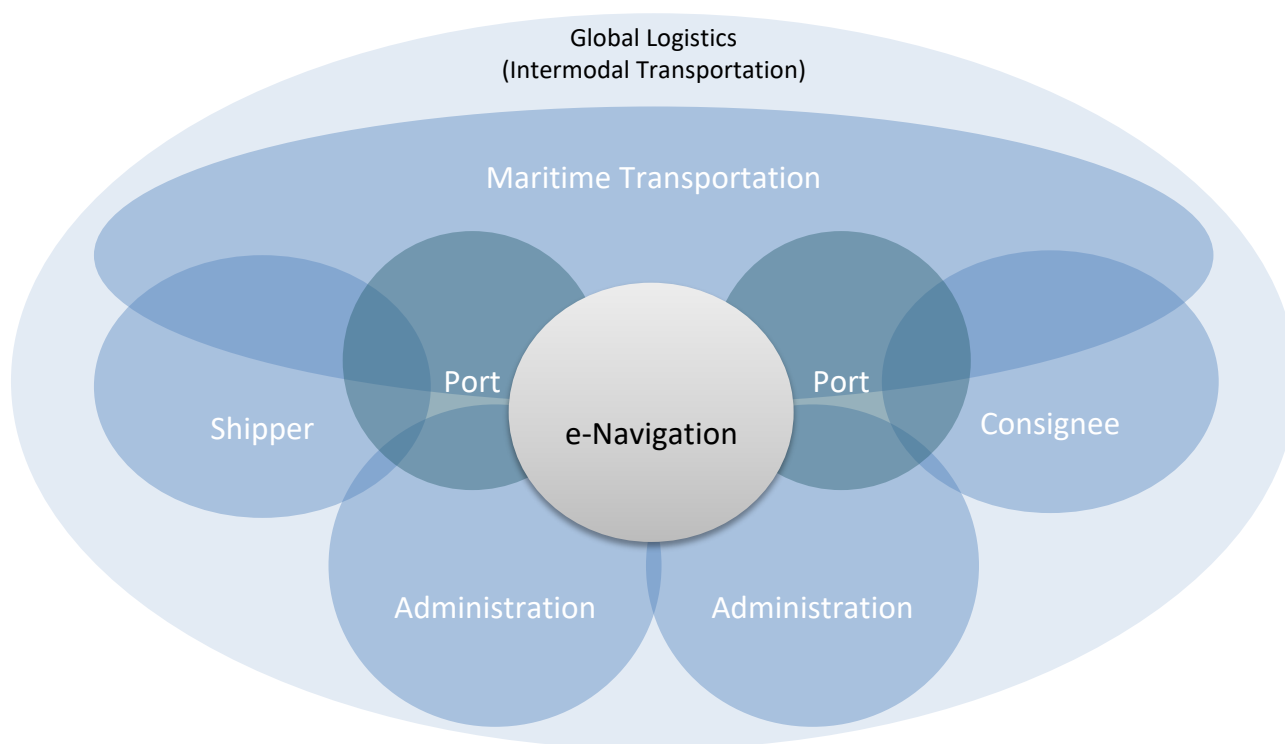 Global Logistics
(Intermodal Transportation)
Maritime Transportation
Port
Port
Shipper
e-Navigation
Consignee
Administration
Administration